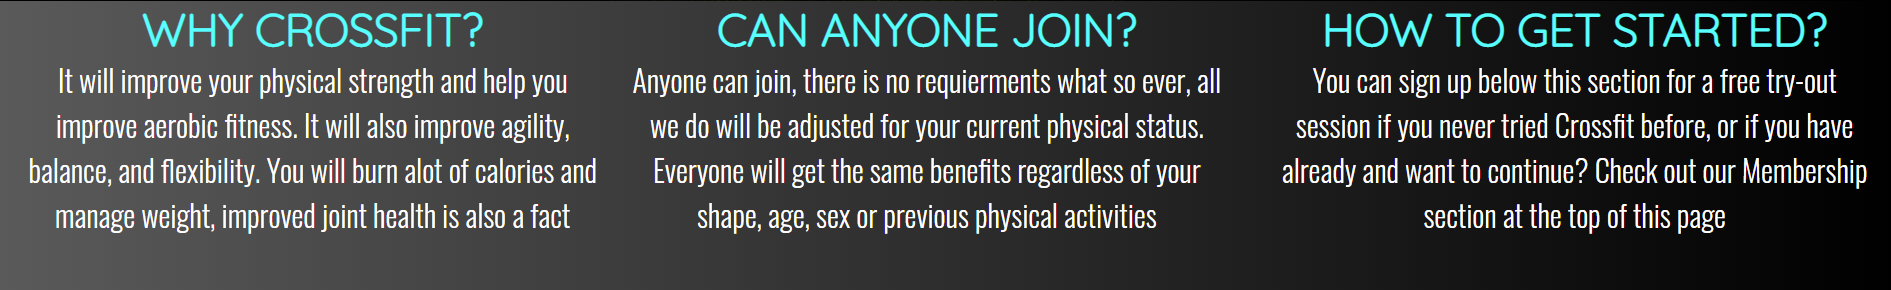 WHY CROSSFIT?
It will improve your physical strength and help you
improve aerobic fitness. It will also improve agility,
balance, and flexibility. You will burn alot of calories and
manage weight, improved joint health is also a fact
CAN ANYONE JOIN?
Anyone can join, there is no requierments what so ever, all
we do will be adjusted for your current physical status.
Everyone will get the same benefits regardless of your
shape, age, sex or previous physical activities
HOW TO GET STARTED?
You can sign up below this section for a free try-out
session if you never tried Crossfit before, or if you have
already and want to continue? Check out our Membership
section at the top of this page